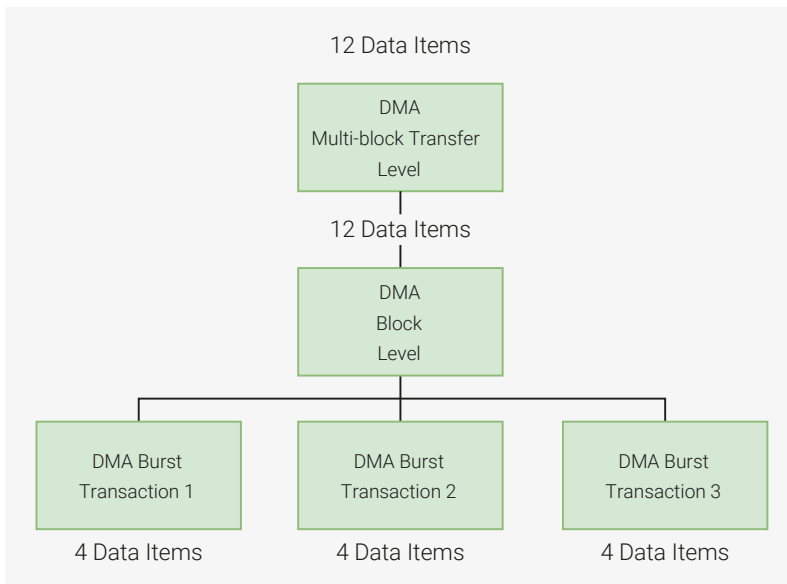 12 Data Items
DMA
Multi-block Transfer
Level
12 Data Items
DMA
Block
Level
DMA Burst
Transaction 1
DMA Burst
Transaction 2
DMA Burst
Transaction 3
4 Data Items
4 Data Items
4 Data Items